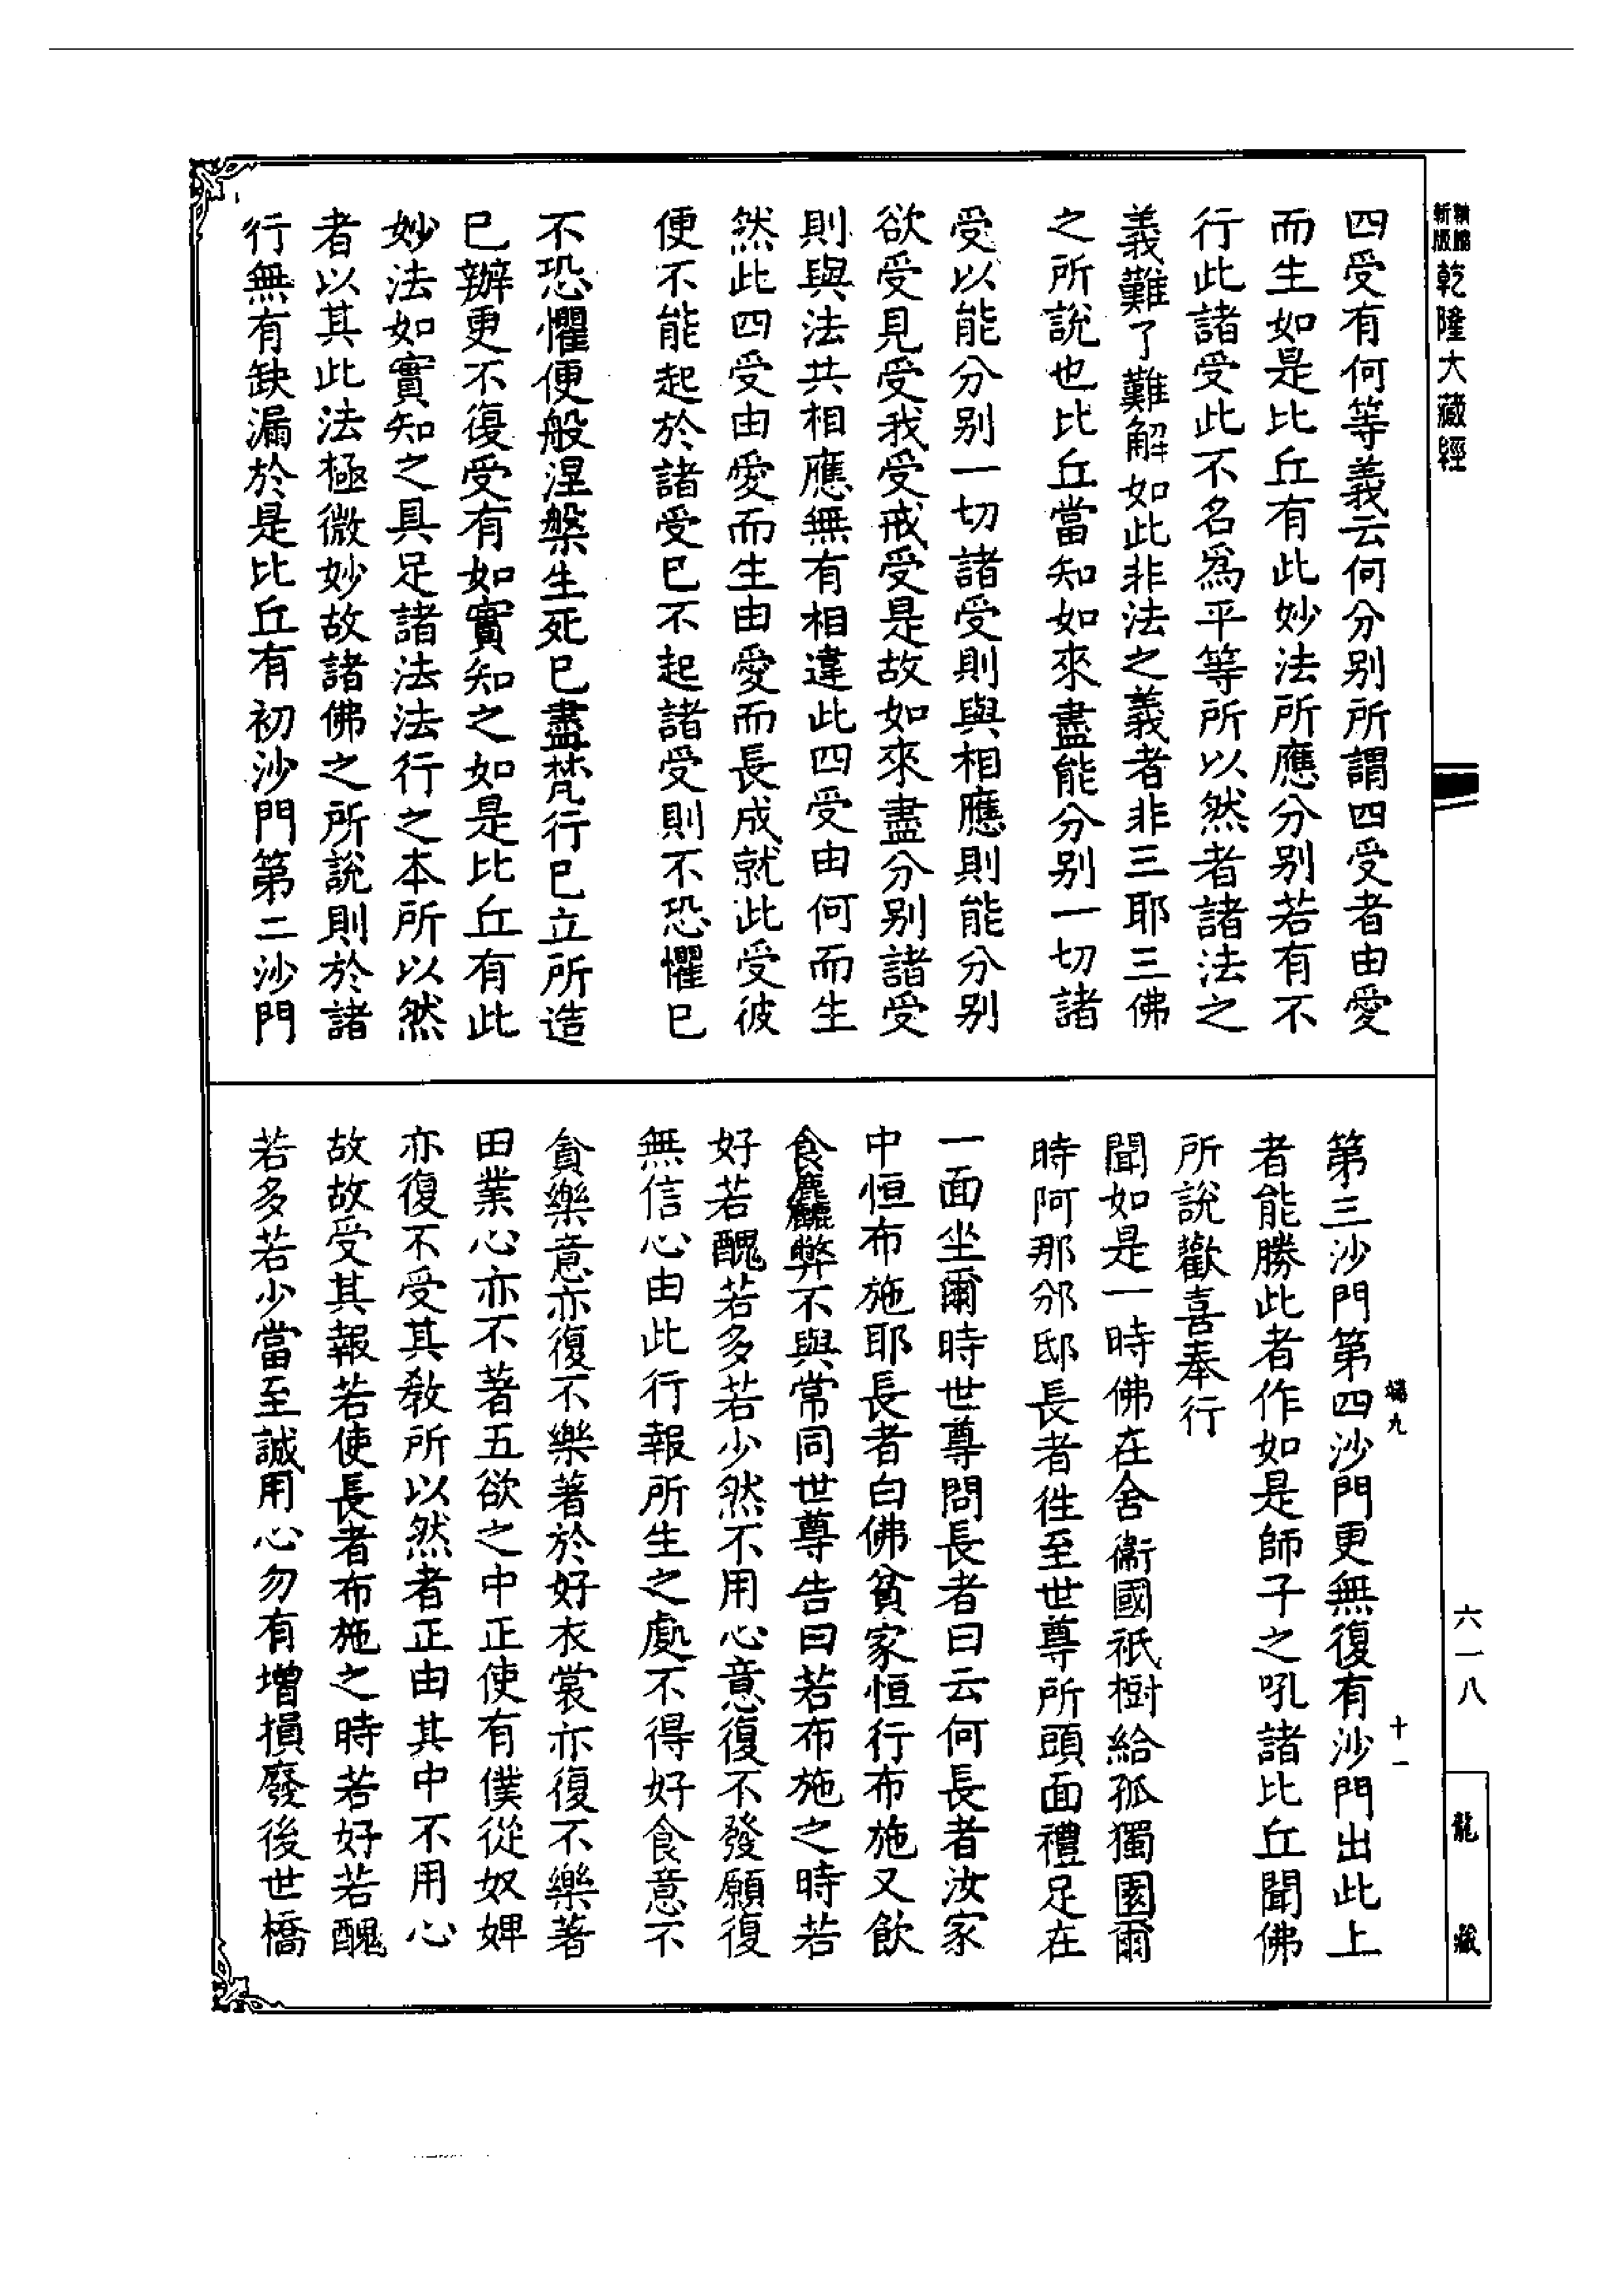 新編
新版
乾隆大藏經
四受有何等義云何分别所謂四受者由愛
而生如是比丘有此妙法所應分别若有不
行此諸受此不名爲平等所以然者諸法之
義難了難解如此非法之義者非三耶三佛
之所説也比丘當知如來盡能分别一切諸
受以能分别一切諸受則與相應則能分别
欲受見受我受戒受是故如來盡分别諸受
則與法共相應無有相違此四受由何而生
然此四受由愛而生由愛而長成就此受彼
便不能起於諸受已不起諸受則不恐懼已
不恐懼便般涅槃生死已盡梵行已立所造
已辦更不復受有如實知之如是比丘有此
妙法如實知之具足諸法法行之本所以然
者以其此法極微妙故諸佛之所説則於諸
行無有缺漏於是比丘有初沙門第二沙門
第三沙門第四沙門更無復有沙門出此上
者能勝此者作如是師子之吼諸比丘聞佛
所説歡喜奉行
聞如是一時佛在舍衞國祇樹給孤獨園爾
時阿那邠邸長者往至世尊所頭面禮足在
一面坐爾時世尊問長者曰云何長者汝家
中恒布施耶長者白佛貧家恒行布施又飲
食麤弊不與常同世尊告曰若布施之時若
好若醜若多若少然不用心意復不發願復
無信心由此行報所生之處不得好食意不
貪樂意亦復不樂著於好衣裳亦復不樂著
田業心亦不著五欲之中正使有僕從奴婢
亦復不受其教所以然者正由其中不用心
故故受其報若使長者布施之時若好若醜
若多若少當至誠用心勿有增損廢後世橋
九
十一
六一八
龍藏